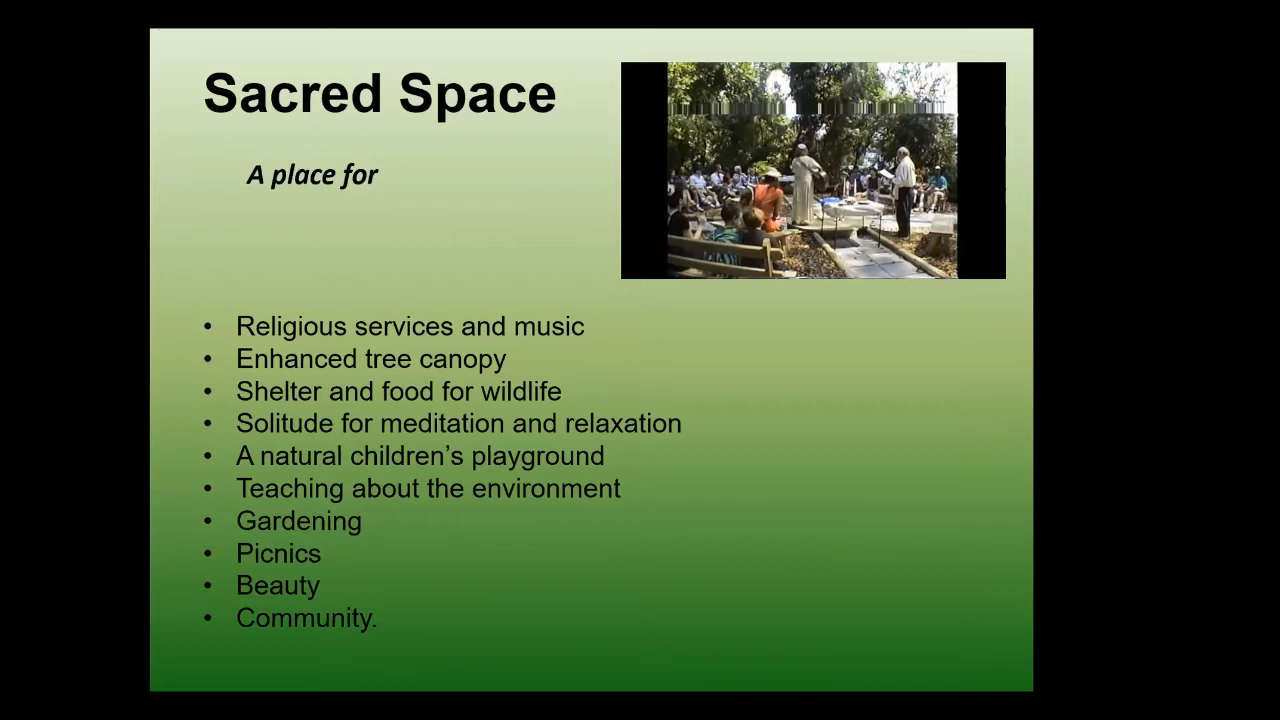 Sacred Space
A place for
• Religious services and music
• Enhanced tree canopy
• Shelter and food for wildlife
• Solitude for meditation and relaxation
• A natural children’s playground
• Teaching about the environment
• Gardening
• Picnics
• Beauty
• Community.